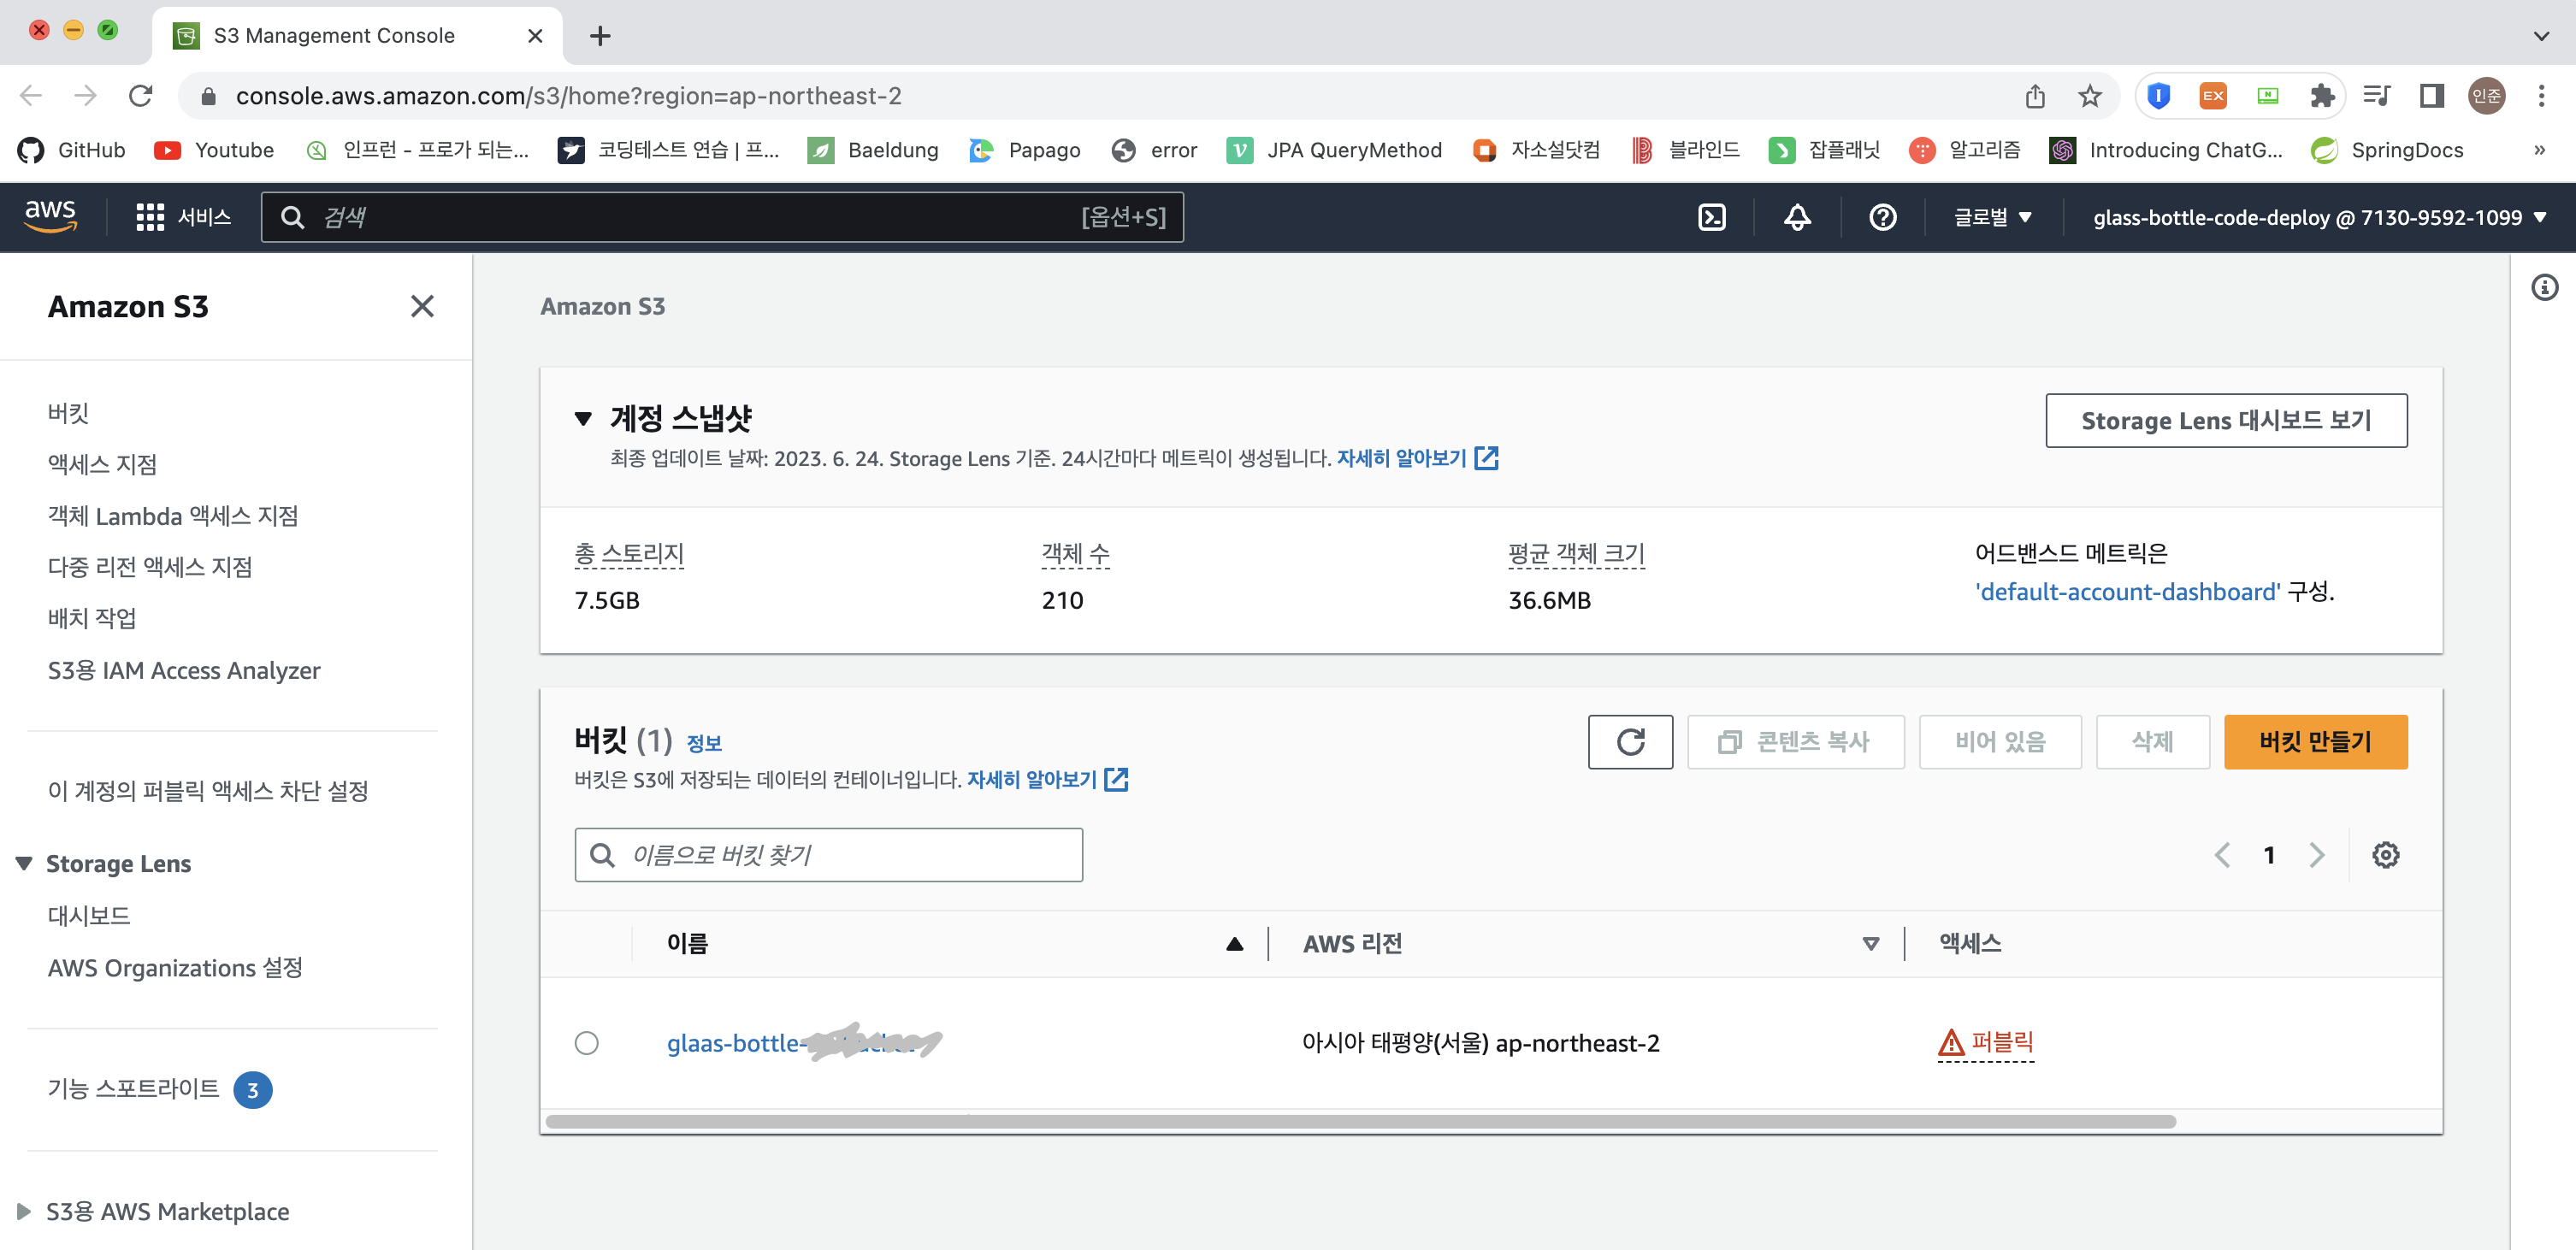 S3 Management Console
console.aws.amazon.com/s3/home?region=ap-northeast-2
인준
GitHub
Youtube
인프런 - 프로가 되는...
코딩테스트 연습 | 프...
Baeldung
Papago
error
JPA QueryMethod
자소설닷컴
블라인드
잡플래닛
알고리즘
Introducing ChatG...
SpringDocs
aws
서비스
검색
[옵션+S]
글로벌
glass-bottle-code-deploy @ 7130-9592-1099
Amazon S3
버킷
액세스 지점
객체 Lambda 액세스 지점
다중 리전 액세스 지점
배치 작업
S3용 IAM Access Analyzer
이 계정의 퍼블릭 액세스 차단 설정
Storage Lens
대시보드
AWS Organizations 설정
기능 스포트라이트 3
S3용 AWS Marketplace
Amazon S3
계정 스냅샷
최종 업데이트 날짜: 2023. 6. 24. Storage Lens 기준. 24시간마다 메트릭이 생성됩니다. 자세히 알아보기
Storage Lens 대시보드 보기
총 스토리지
7.5GB
객체 수
210
평균 객체 크기
36.6MB
어드밴스드 메트릭은
'default-account-dashboard' 구성.
버킷 (1) 정보
버킷은 S3에 저장되는 데이터의 컨테이너입니다. 자세히 알아보기
콘텐츠 복사
비어 있음
삭제
버킷 만들기
이름으로 버킷 찾기
1
이름
AWS 리전
액세스
glaas-bottle-
아시아 태평양(서울) ap-northeast-2
퍼블릭